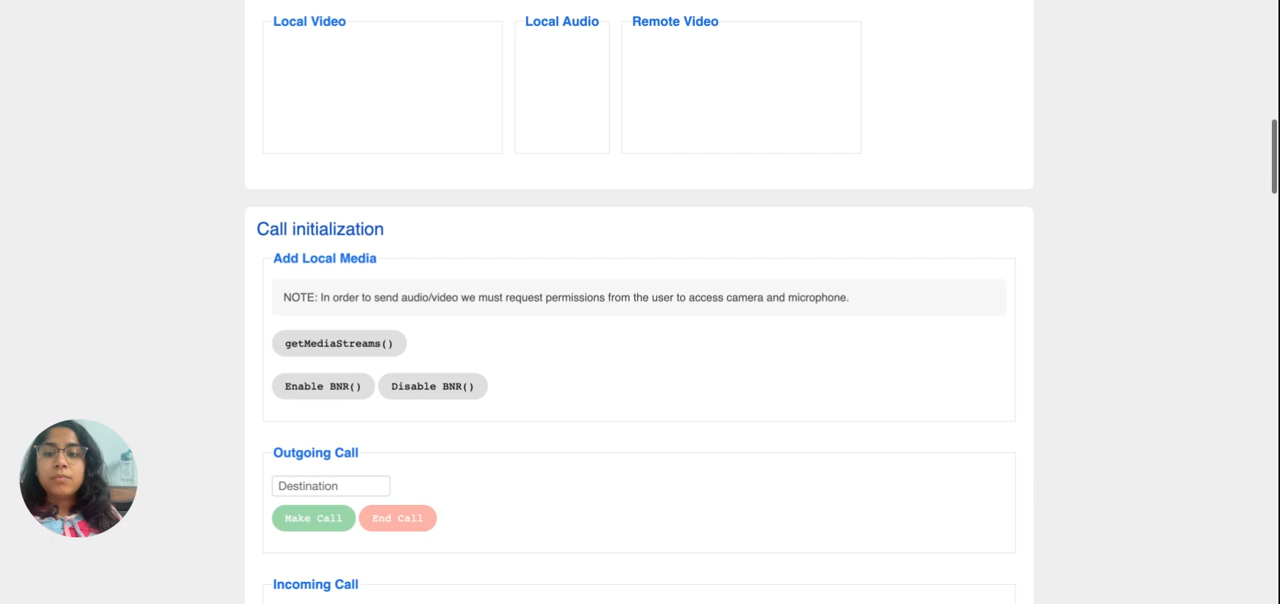 Local Video
Local Audio
Remote Video
Call initialization
Add Local Media
NOTE: In order to send audio/video we must request permissions from the user to access camera and microphone.
getMediaStreams()
Enable BNR() Disable BNR()
Outgoing Call
Destination
Make Call End Call
Incoming Call